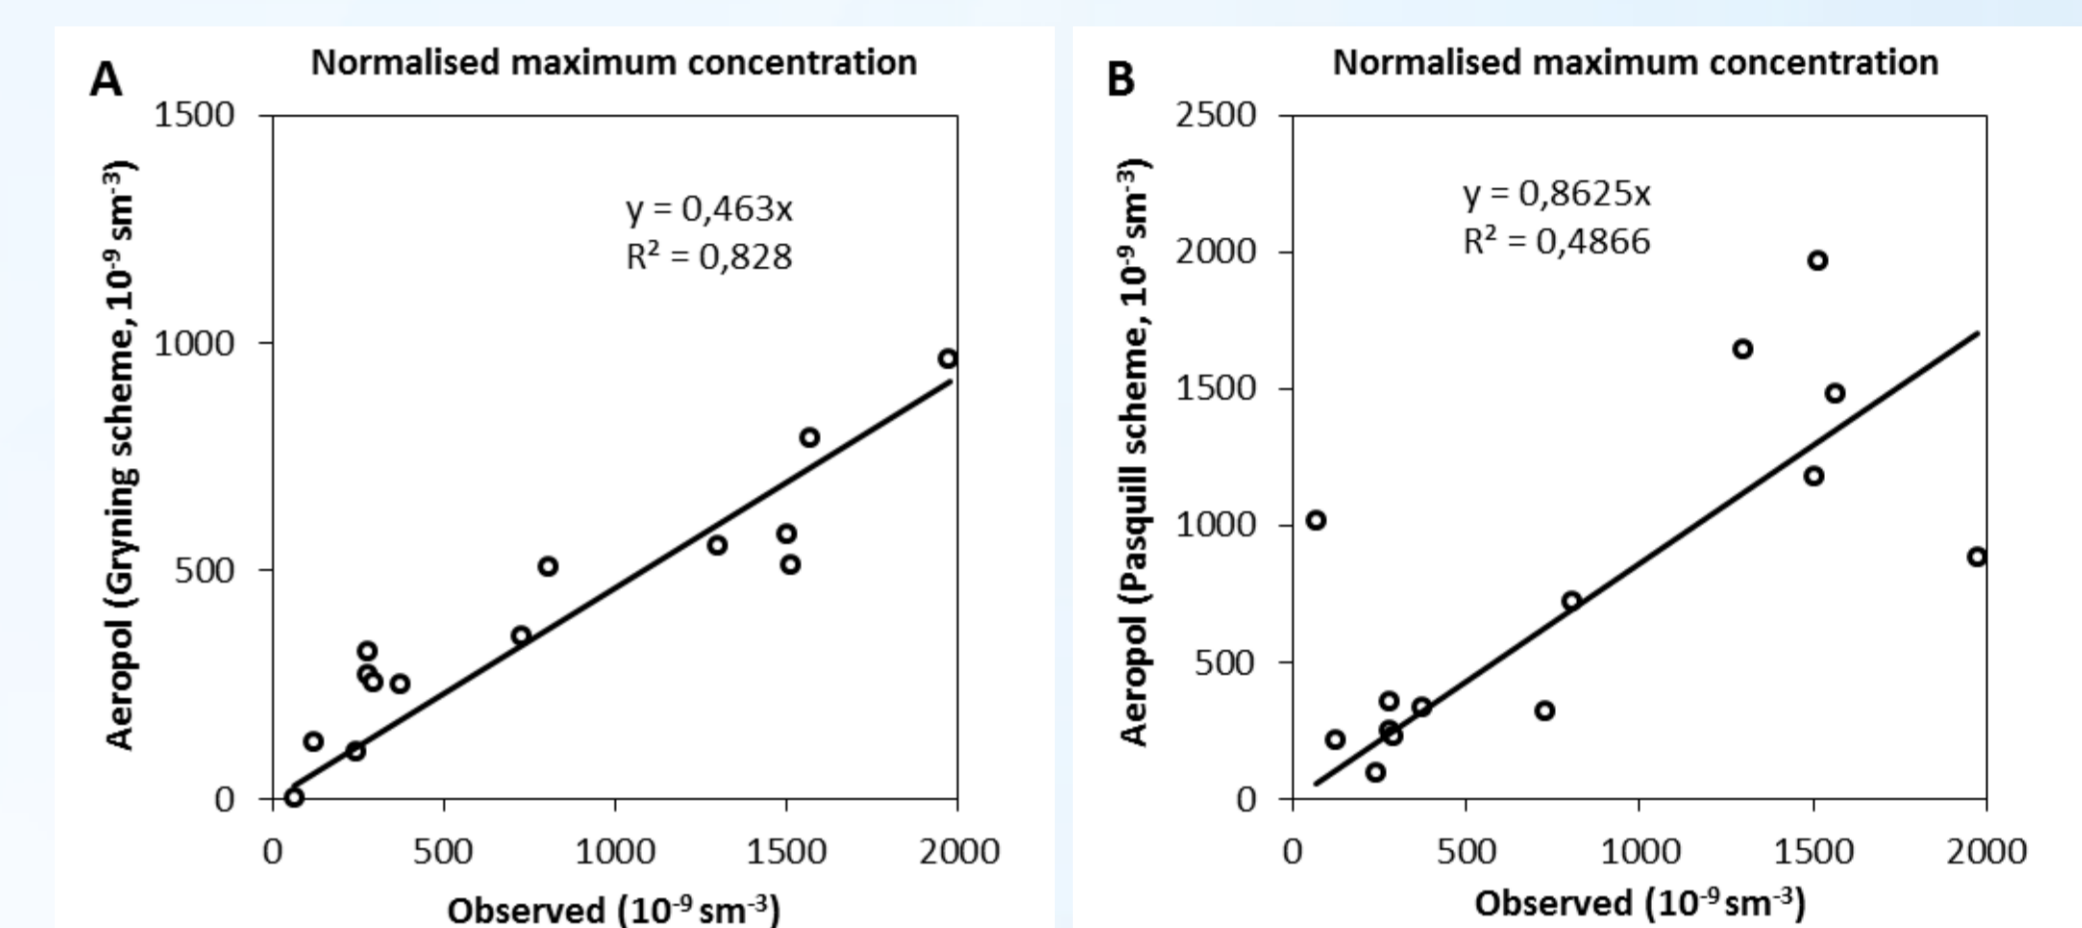 A
Normalised maximum concentration
Aeropol (Gryning scheme, 10⁻⁹ sm⁻³)
1500
1000
500
0
y = 0,463x
R² = 0,828
0 500 1000 1500 2000
Observed (10⁻⁹ sm⁻³)
B
Normalised maximum concentration
Aeropol (Pasquill scheme, 10⁻⁹ sm⁻³)
2500
2000
1500
1000
500
0
y = 0,8625x
R² = 0,4866
0 500 1000 1500 2000
Observed (10⁻⁹ sm⁻³)